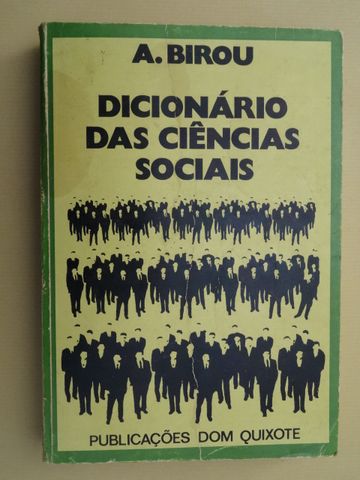 A. BIROU
DICIONÁRIO
DAS CIÊNCIAS
SOCIAIS
PUBLICAÇÕES DOM QUIXOTE